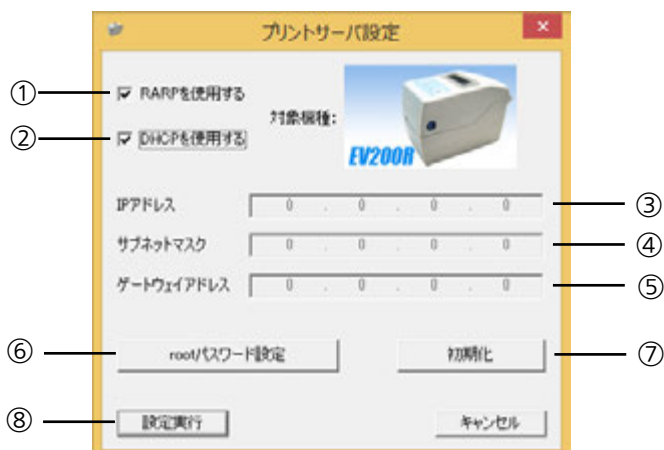 プリントサーバ設定
① RARPを使用する
② DHCPを使用する
対象機種:
EV200R
IPアドレス 0 . 0 . 0 . 0 ③
サブネットマスク 0 . 0 . 0 . 0 ④
ゲートウェイアドレス 0 . 0 . 0 . 0 ⑤
⑥ rootパスワード設定 初期化 ⑦
⑧ 設定実行 キャンセル